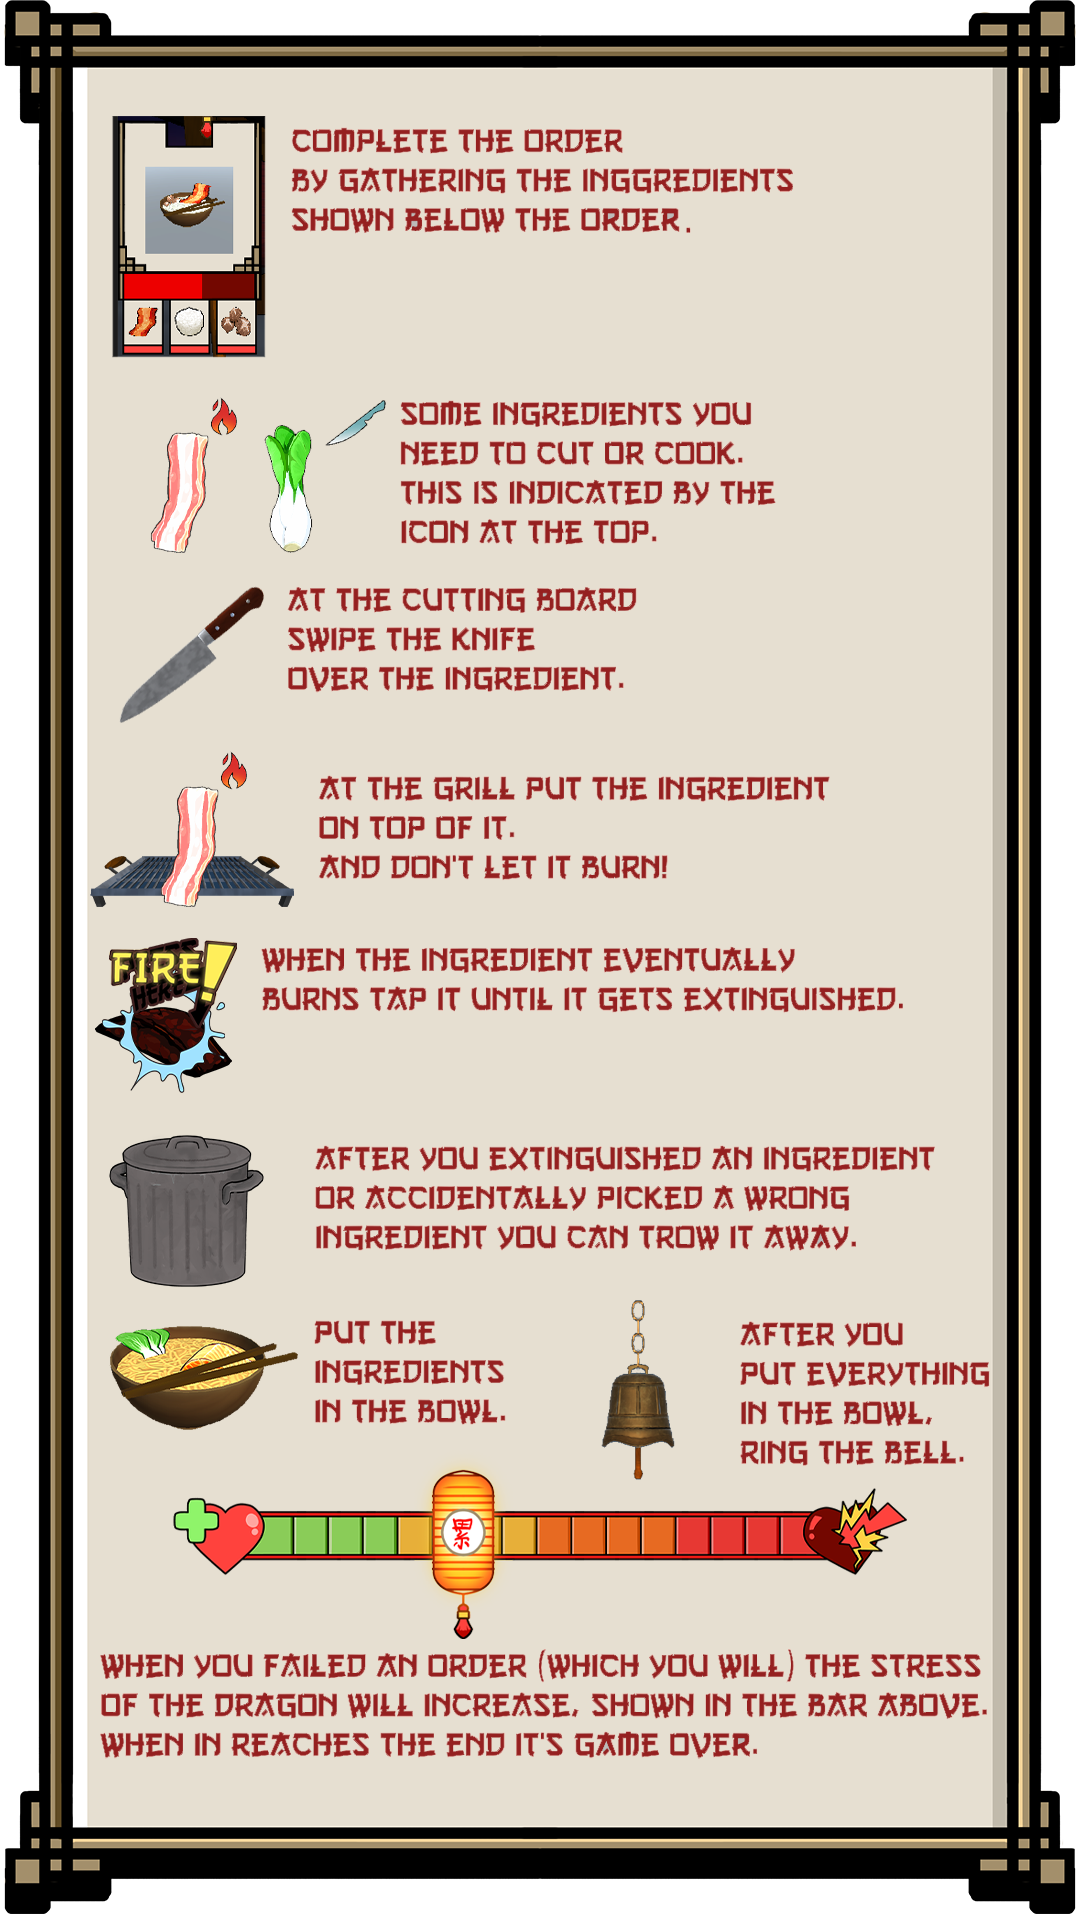 COMPLETE THE ORDER
BY GATHERING THE INGGREDIENTS
SHOWN BELOW THE ORDER.
SOME INGREDIENTS YOU
NEED TO CUT OR COOK.
THIS IS INDICATED BY THE
ICON AT THE TOP.
AT THE CUTTING BOARD
SWIPE THE KNIFE
OVER THE INGREDIENT.
AT THE GRILL PUT THE INGREDIENT
ON TOP OF IT.
AND DON'T LET IT BURN!
FIRE!
HERE
WHEN THE INGREDIENT EVENTUALLY
BURNS TAP IT UNTIL IT GETS EXTINGUISHED.
AFTER YOU EXTINGUISHED AN INGREDIENT
OR ACCIDENTALLY PICKED A WRONG
INGREDIENT YOU CAN TROW IT AWAY.
PUT THE
INGREDIENTS
IN THE BOWL.
AFTER YOU
PUT EVERYTHING
IN THE BOWL,
RING THE BELL.
累
WHEN YOU FAILED AN ORDER (WHICH YOU WILL) THE STRESS
OF THE DRAGON WILL INCREASE, SHOWN IN THE BAR ABOVE.
WHEN IN REACHES THE END IT'S GAME OVER.